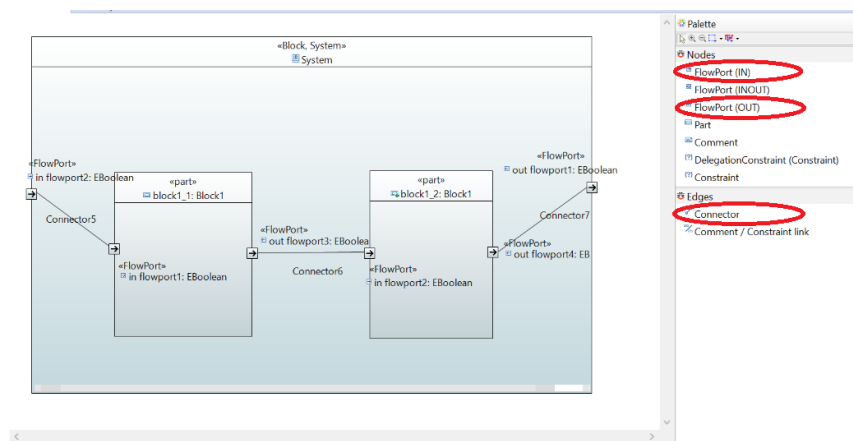 «Block, System»
System
«FlowPort»
in flowport2: EBoolean
Connector5
«part»
block1_1: Block1
«FlowPort»
in flowport1: EBoolean
«FlowPort»
out flowport3: EBoolea
Connector6
«part»
block1_2: Block1
«FlowPort»
in flowport2: EBoolean
«FlowPort»
out flowport1: EBoolean
Connector7
«FlowPort»
out flowport4: EB
Palette
Nodes
FlowPort (IN)
FlowPort (INOUT)
FlowPort (OUT)
Part
Comment
DelegationConstraint (Constraint)
Constraint
Edges
Connector
Comment / Constraint link